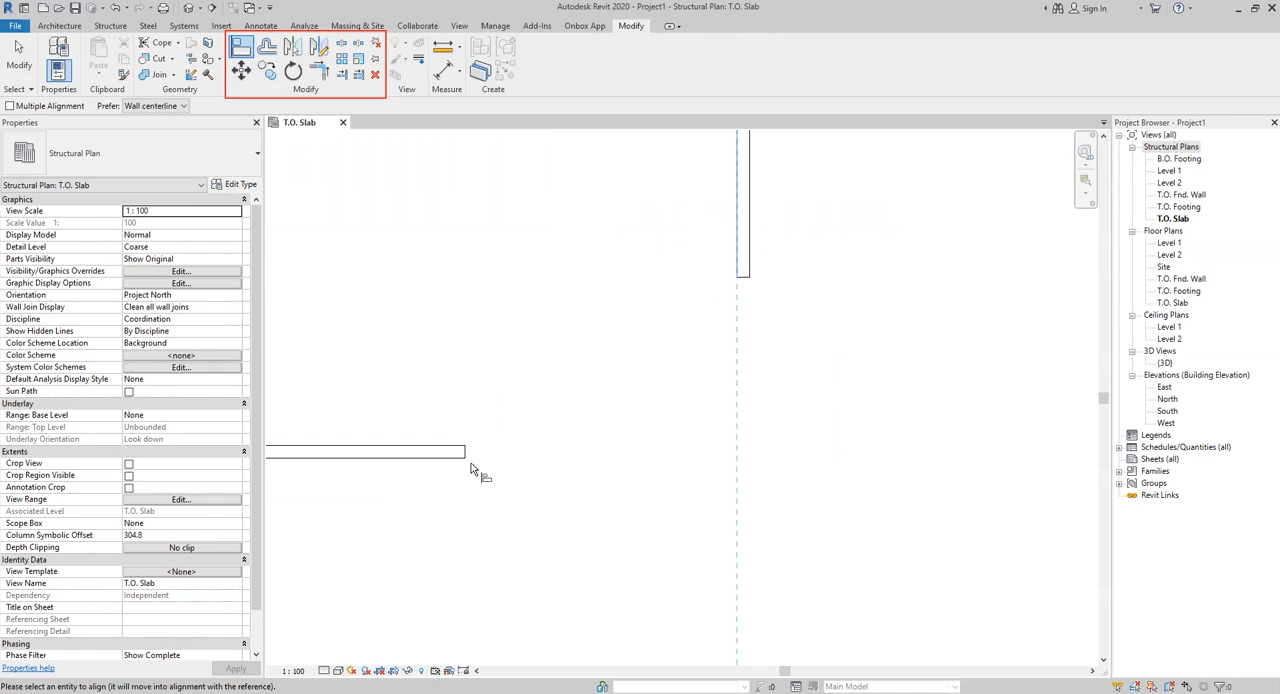 Autodesk Revit 2020 - Project1 - Structural Plan: T.O. Slab
Sign In
File Architecture Structure Steel Systems Insert Annotate Analyze Massing & Site Collaborate View Manage Add-Ins Onbox App Modify
Modify
Select
Properties
Paste
Clipboard
Cope
Cut
Join
Geometry
Modify
View
Measure
Create
Multiple Alignment Prefer: Wall centerline
Properties
Structural Plan
Structural Plan: T.O. Slab Edit Type
Graphics
View Scale 1 : 100
Scale Value 1: 100
Display Model Normal
Detail Level Coarse
Parts Visibility Show Original
Visibility/Graphics Overrides Edit...
Graphic Display Options Edit...
Orientation Project North
Wall Join Display Clean all wall joins
Discipline Coordination
Show Hidden Lines By Discipline
Color Scheme Location Background
Color Scheme <none>
System Color Schemes Edit...
Default Analysis Display Style None
Sun Path
Underlay
Range: Base Level None
Range: Top Level Unbounded
Underlay Orientation Look down
Extents
Crop View
Crop Region Visible
Annotation Crop
View Range Edit...
Associated Level T.O. Slab
Scope Box None
Column Symbolic Offset 304.8
Depth Clipping No clip
Identity Data
View Template <None>
View Name T.O. Slab
Dependency Independent
Title on Sheet
Referencing Sheet
Referencing Detail
Phasing
Phase Filter Show Complete
Properties help Apply
T.O. Slab
Project Browser - Project1
Views (all)
Structural Plans
B.O. Footing
Level 1
Level 2
T.O. Fnd. Wall
T.O. Footing
T.O. Slab
Floor Plans
Level 1
Level 2
Site
T.O. Fnd. Wall
T.O. Footing
T.O. Slab
Ceiling Plans
Level 1
Level 2
3D Views
{3D}
Elevations (Building Elevation)
East
North
South
West
Legends
Schedules/Quantities (all)
Sheets (all)
Families
Groups
Revit Links
1 : 100
Please select an entity to align (it will move into alignment with the reference).
:0
Main Model
:0